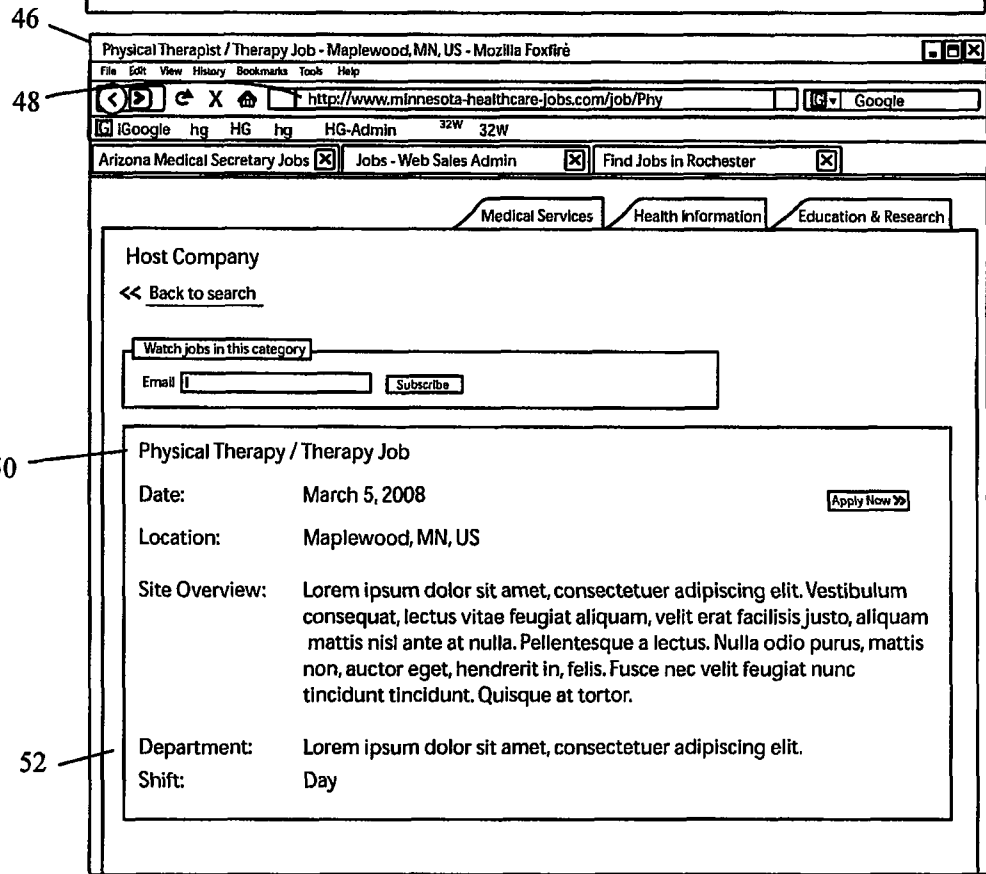 46
Physical Therapist / Therapy Job - Maplewood, MN, US - Mozilla Foxfire
File Edit View History Bookmarks Tools Help
48
http://www.minnesota-healthcare-jobs.com/job/Phy
G Google
G iGoogle hg HG hg HG-Admin 32W 32W
Arizona Medical Secretary Jobs X Jobs - Web Sales Admin X Find Jobs in Rochester X
Medical Services Health Information Education & Research
Host Company
<< Back to search
Watch jobs in this category
Email Subscribe
Physical Therapy / Therapy Job
Date: March 5, 2008 Apply Now >>
Location: Maplewood, MN, US
Site Overview: Lorem ipsum dolor sit amet, consectetuer adipiscing elit. Vestibulum
consequat, lectus vitae feugiat aliquam, velit erat facilisis justo, aliquam
mattis nisl ante at nulla. Pellentesque a lectus. Nulla odio purus, mattis
non, auctor eget, hendrerit in, felis. Fusce nec velit feugiat nunc
tincidunt tincidunt. Quisque at tortor.
52
Department: Lorem ipsum dolor sit amet, consectetuer adipiscing elit.
Shift: Day